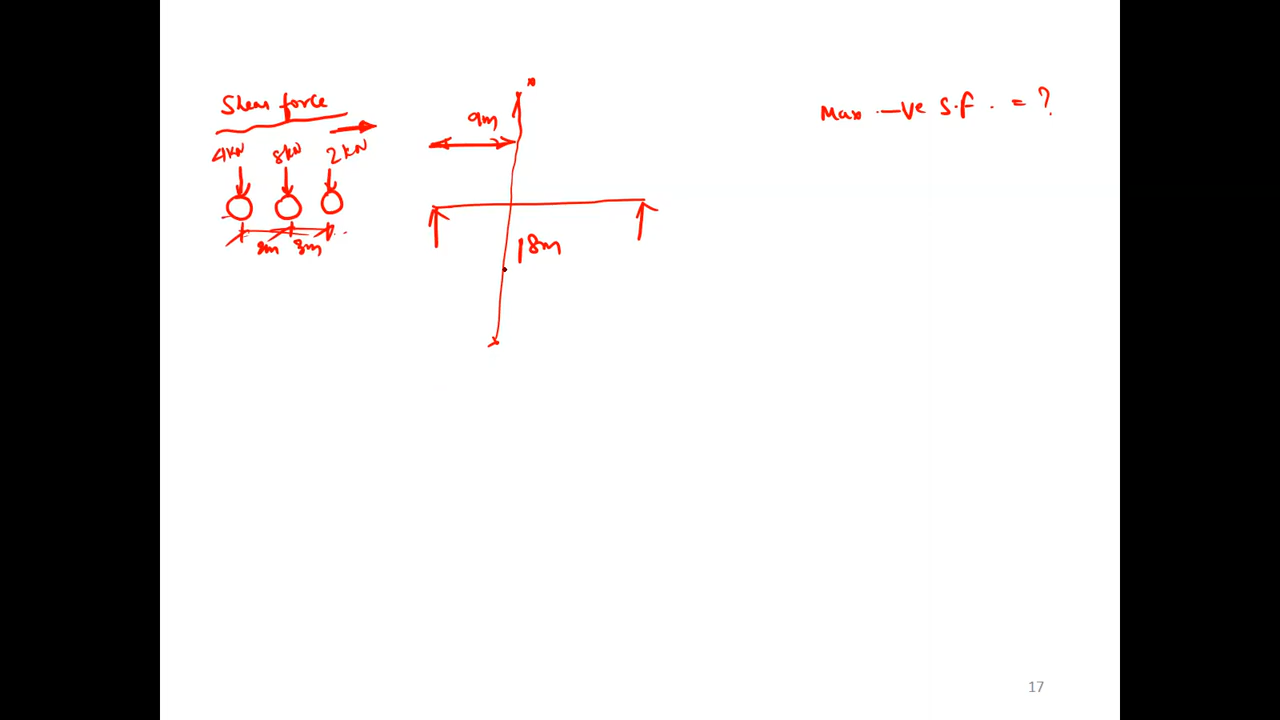 Shear force
4kN 8kN 2kN
3m 3m
9m
18m
Max -ve S.F. = ?
17